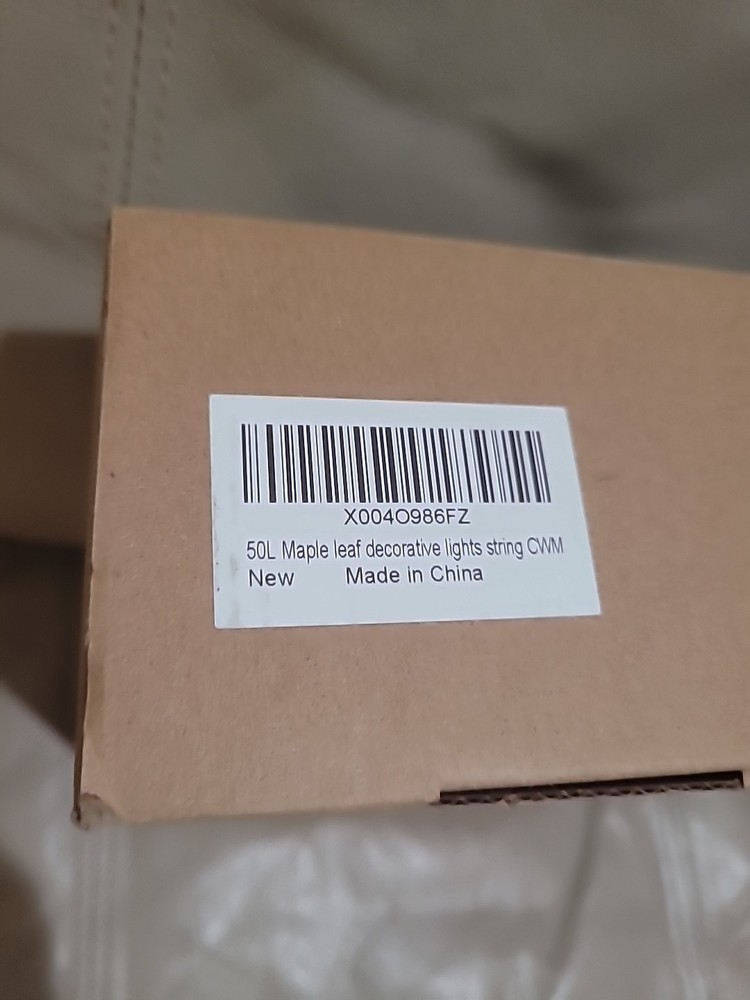 X004O986FZ
50L Maple leaf decorative lights string CWM
New Made in China